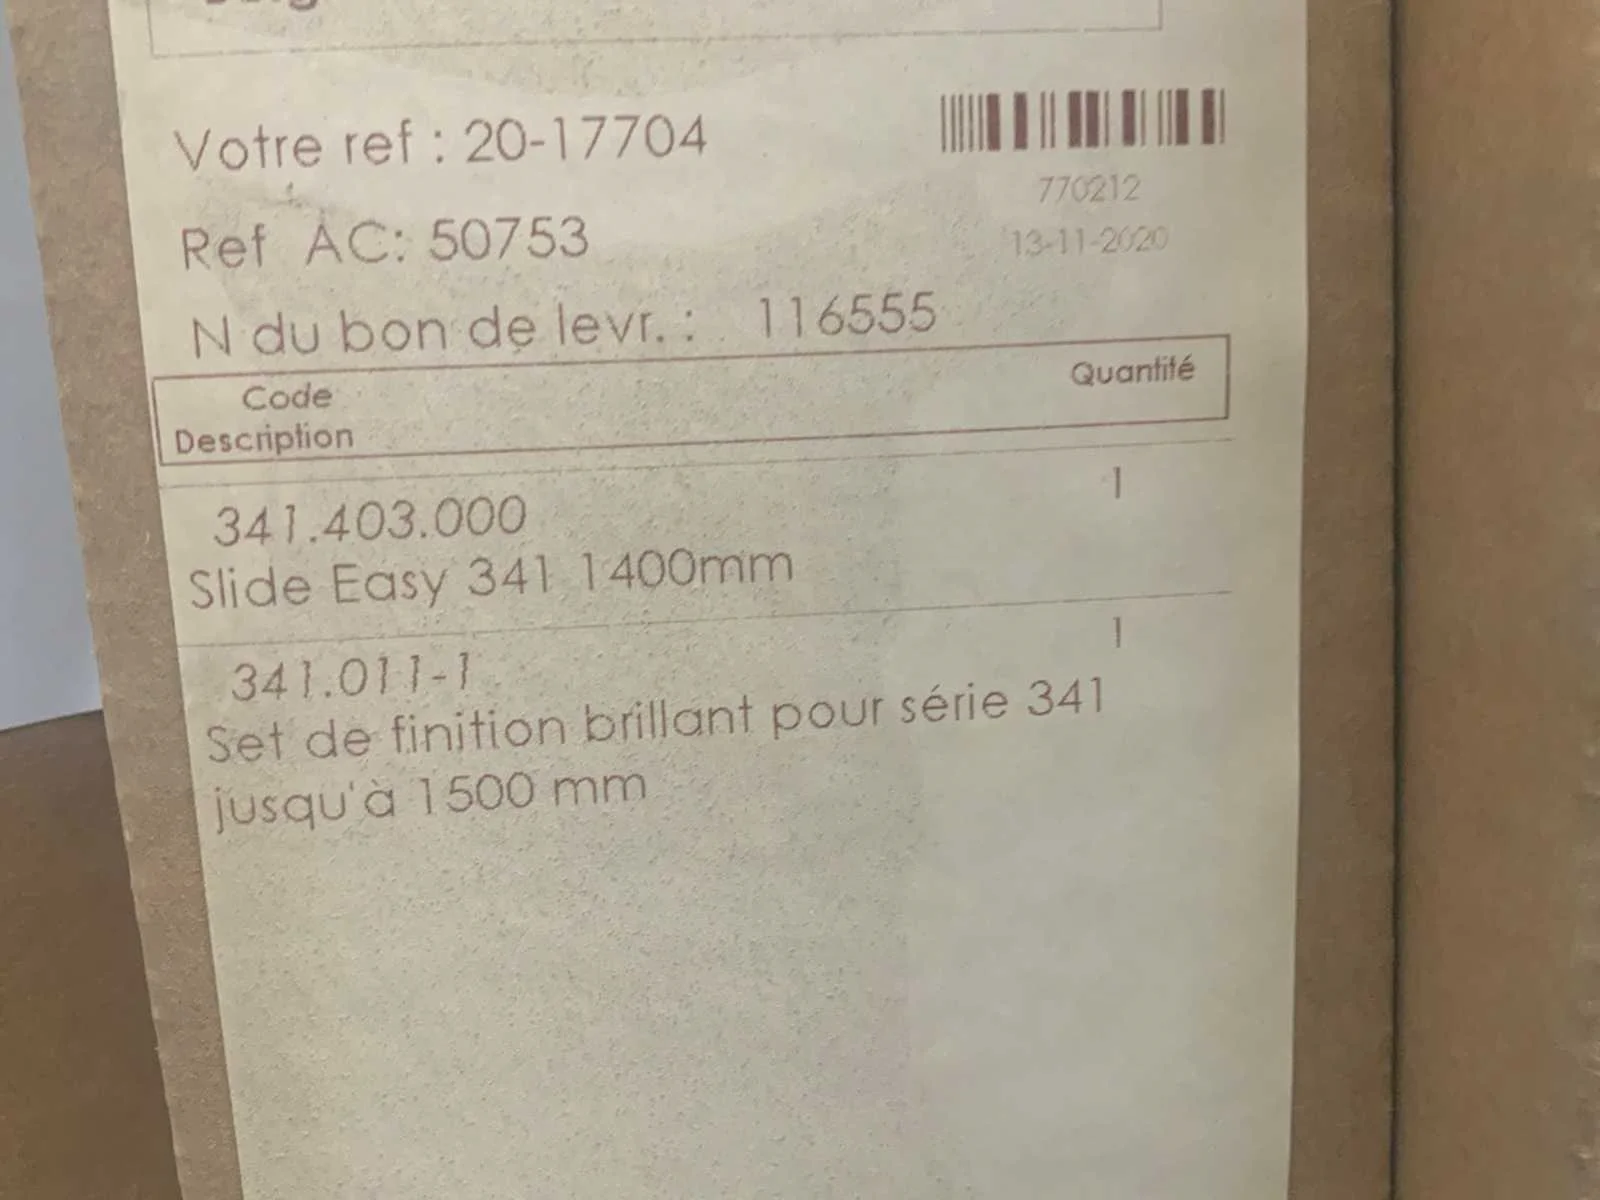 Votre ref : 20-17704
770212
Ref AC: 50753
13-11-2020
N du bon de levr. : 116555
Code
Quantité
Description
341.403.000
1
Slide Easy 341 1400mm
341.011-1
1
Set de finition brillant pour série 341
jusqu'à 1500 mm